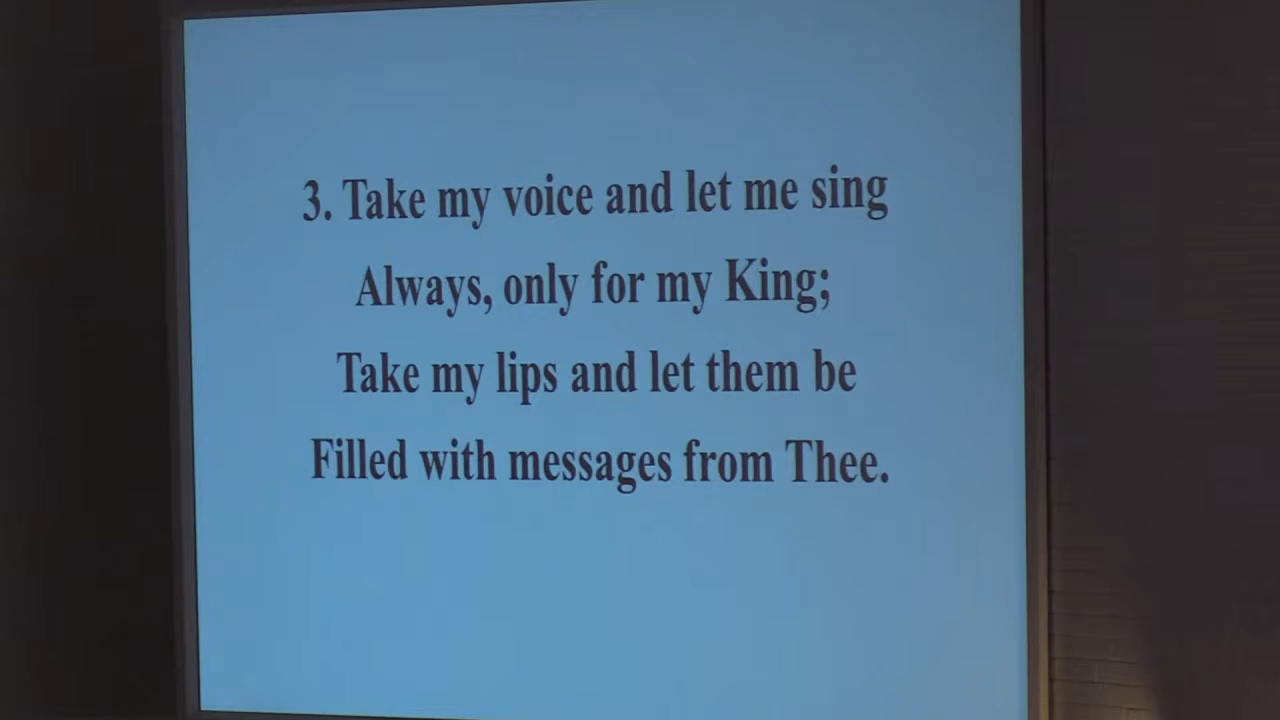 3. Take my voice and let me sing
Always, only for my King;
Take my lips and let them be
Filled with messages from Thee.